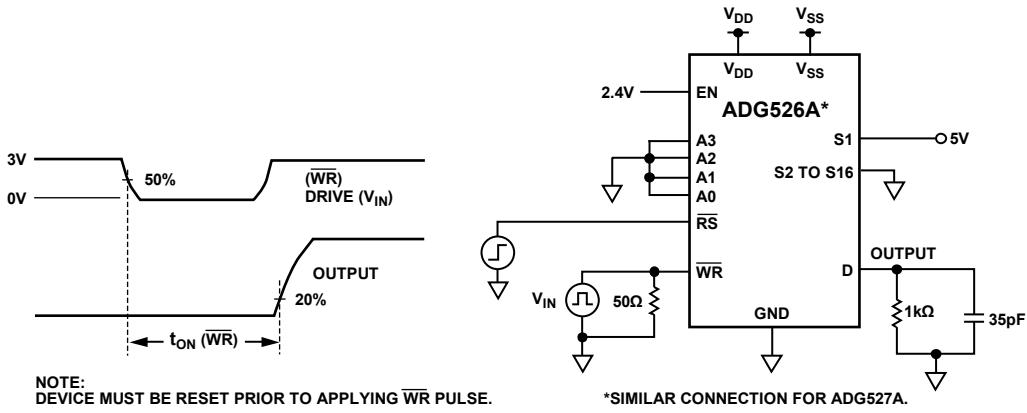 3V
0V
50%
(WR)
DRIVE (VIN)
OUTPUT
20%
tON (WR)
NOTE:
DEVICE MUST BE RESET PRIOR TO APPLYING WR PULSE.
VDD
VSS
VDD
VSS
2.4V
EN
ADG526A*
A3
A2
A1
A0
S1
5V
S2 TO S16
RS
WR
D
OUTPUT
VIN
50Ω
GND
1kΩ
35pF
*SIMILAR CONNECTION FOR ADG527A.